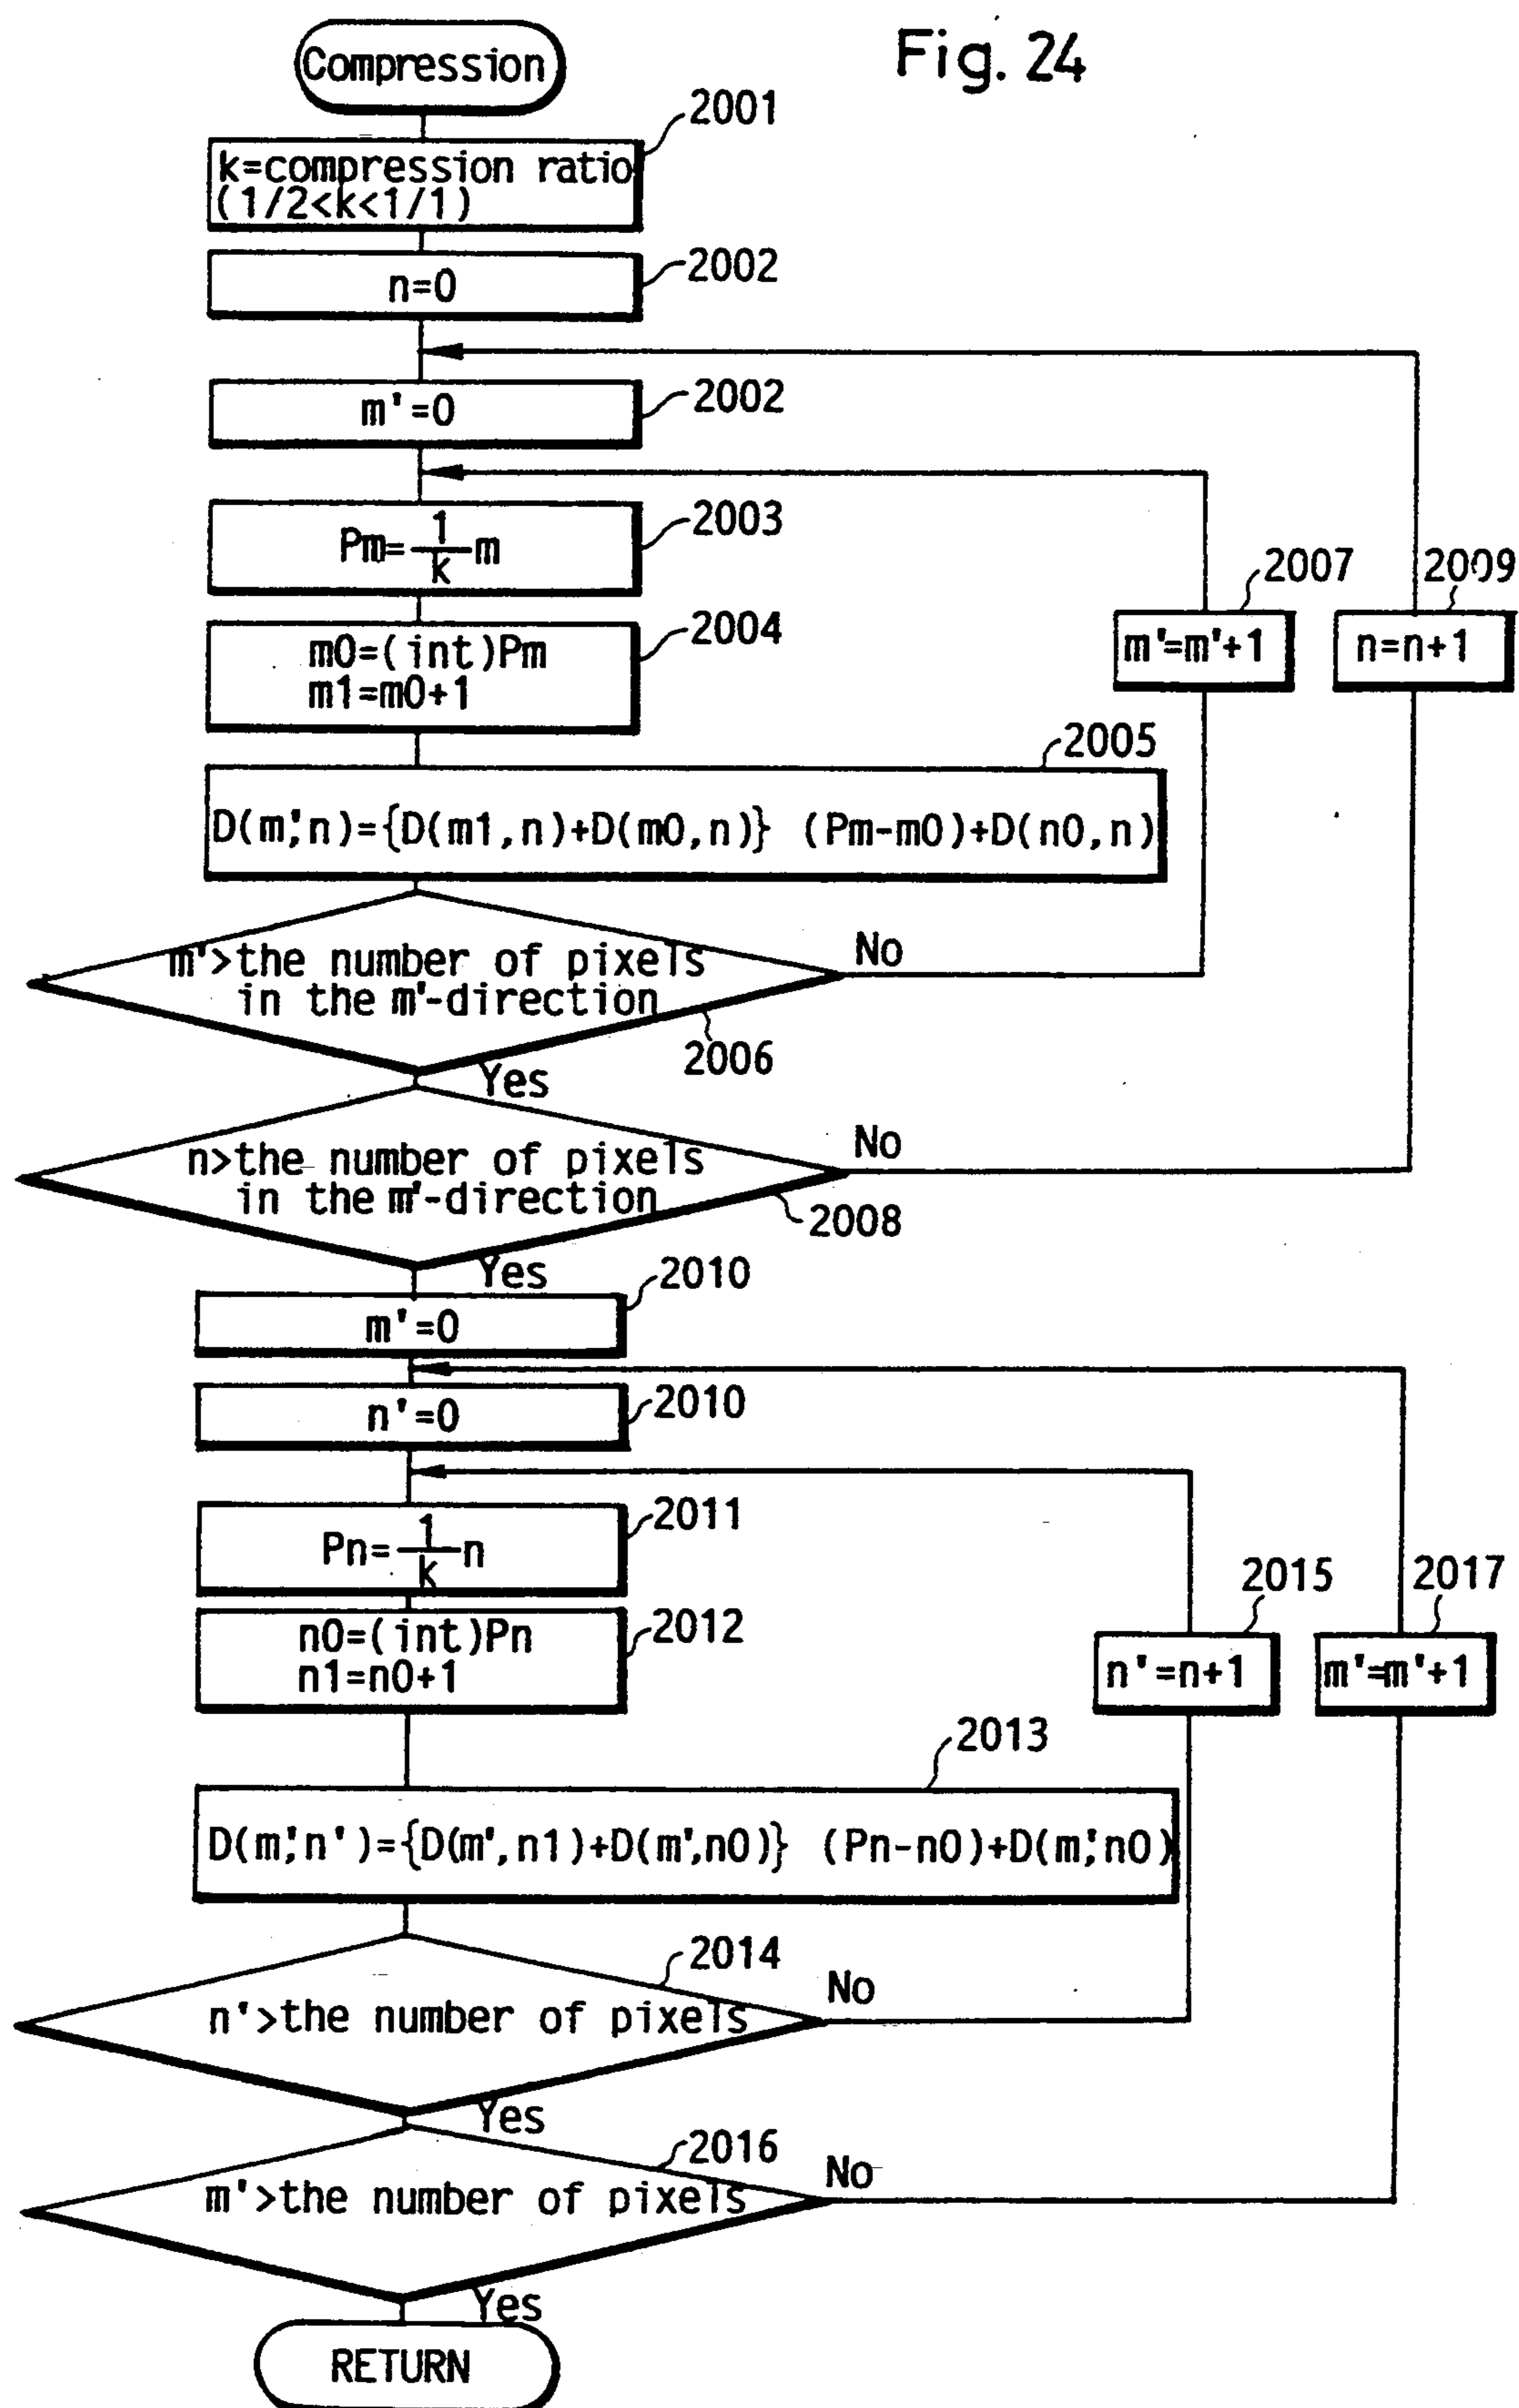 Fig. 24
Compression
2001
k=compression ratio
(1/2<k<1/1)
2002
n=0
2002
m'=0
2003
Pm=1/k m
2004
m0=(int)Pm
m1=m0+1
2007
m'=m'+1
2009
n=n+1
2005
D(m,'n)={D(m1,n)+D(m0,n)} (Pm-m0)+D(n0,n)
m'>the number of pixels
in the m'-direction
No
2006
Yes
n>the number of pixels
in the m'-direction
No
2008
Yes
2010
m'=0
2010
n'=0
2011
Pn=1/k n
2012
n0=(int)Pn
n1=n0+1
2015
n'=n+1
2017
m'=m'+1
2013
D(m,'n')={D(m',n1)+D(m',n0)} (Pn-n0)+D(m,'n0)
2014
n'>the number of pixels
No
Yes
2016
m'>the number of pixels
No
Yes
RETURN